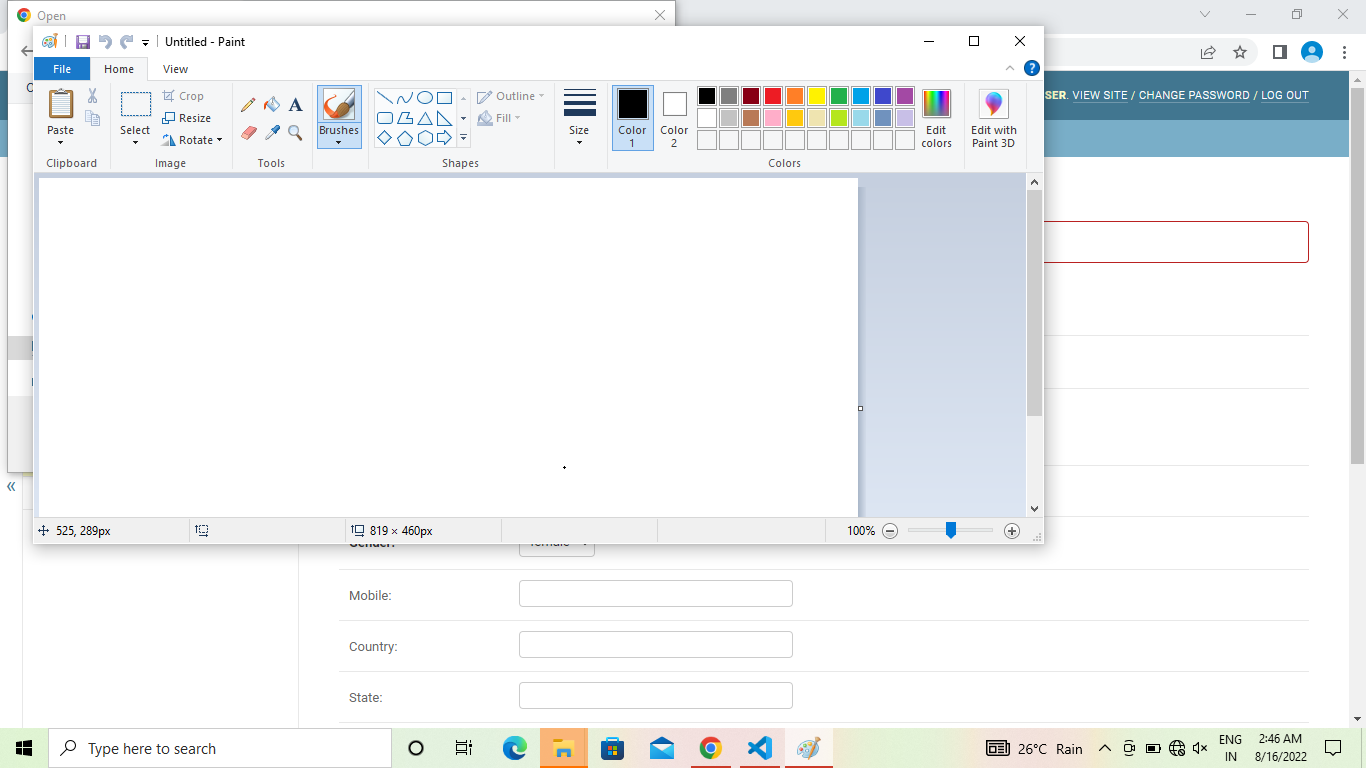 Open
Untitled - Paint
File Home View
SER. VIEW SITE / CHANGE PASSWORD / LOG OUT
Paste
Select
Crop
Resize
Rotate
A
Brushes
Outline
Fill
Size
Color 1
Color 2
Edit colors
Edit with Paint 3D
Clipboard Image Tools Shapes Colors
«
525, 289px
819 × 460px
100%
Gender: female
Mobile:
Country:
State:
Type here to search
26°C Rain
ENG
IN
2:46 AM
8/16/2022